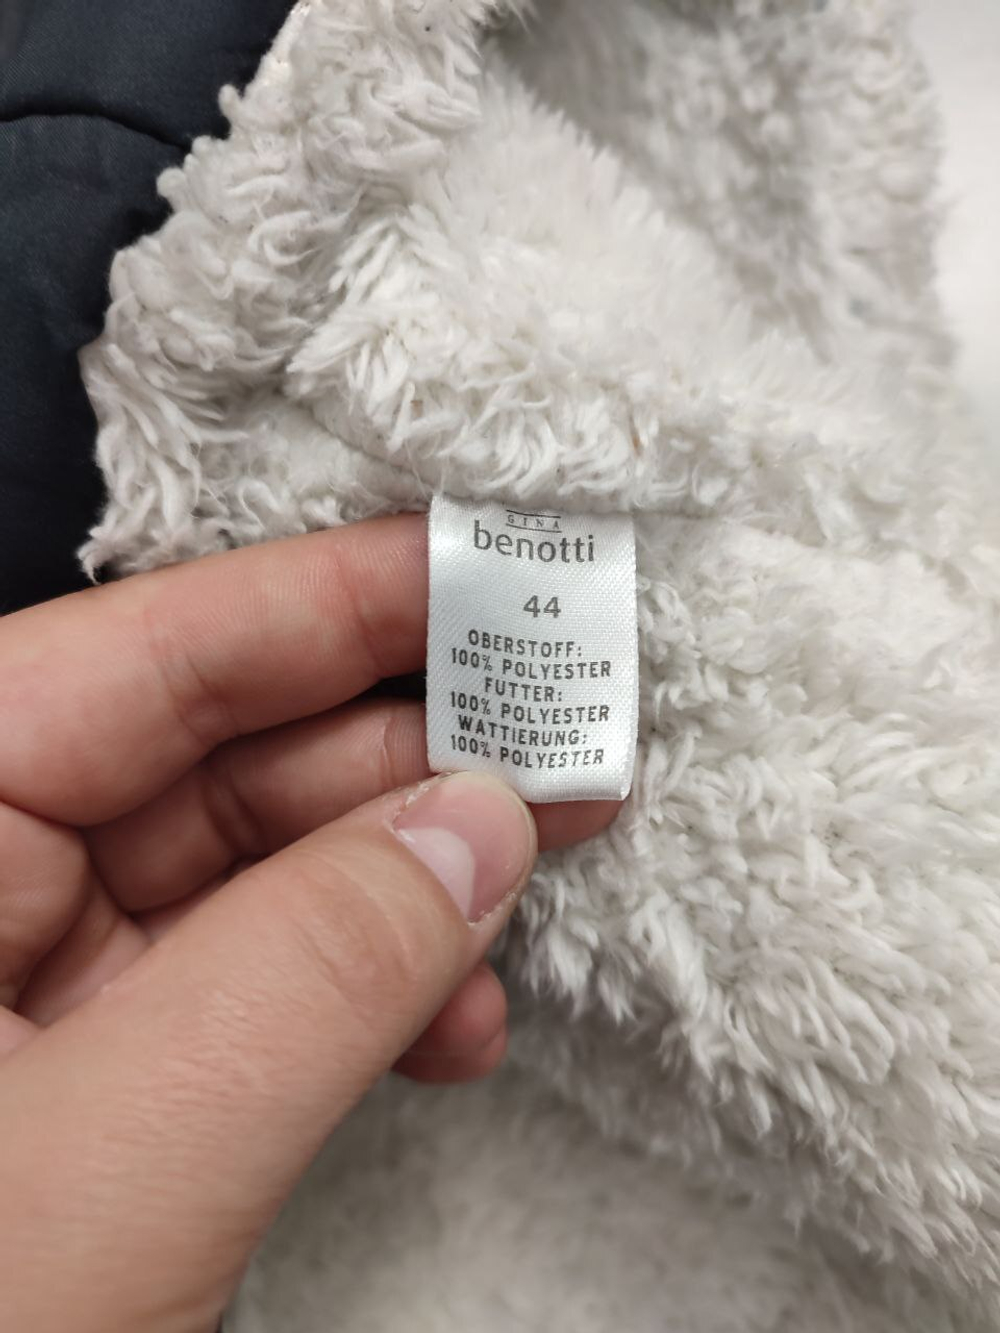 GINA
benotti
44
OBERSTOFF:
100% POLYESTER
FUTTER:
100% POLYESTER
WATTIERUNG:
100% POLYESTER